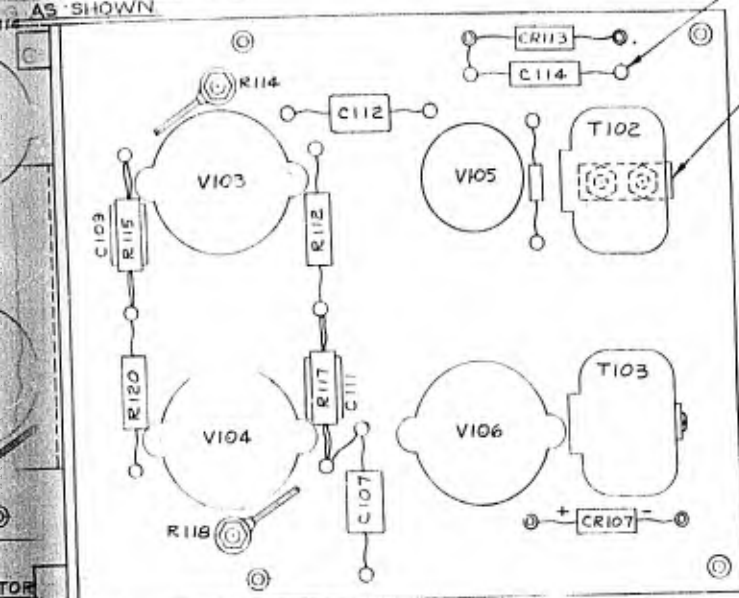 AS SHOWN
CR113
C114
R114
C112
T102
V103
V105
C109
R115
R112
R120
R117
C111
T103
V104
V106
C107
R118
+ CR107 -
TOR